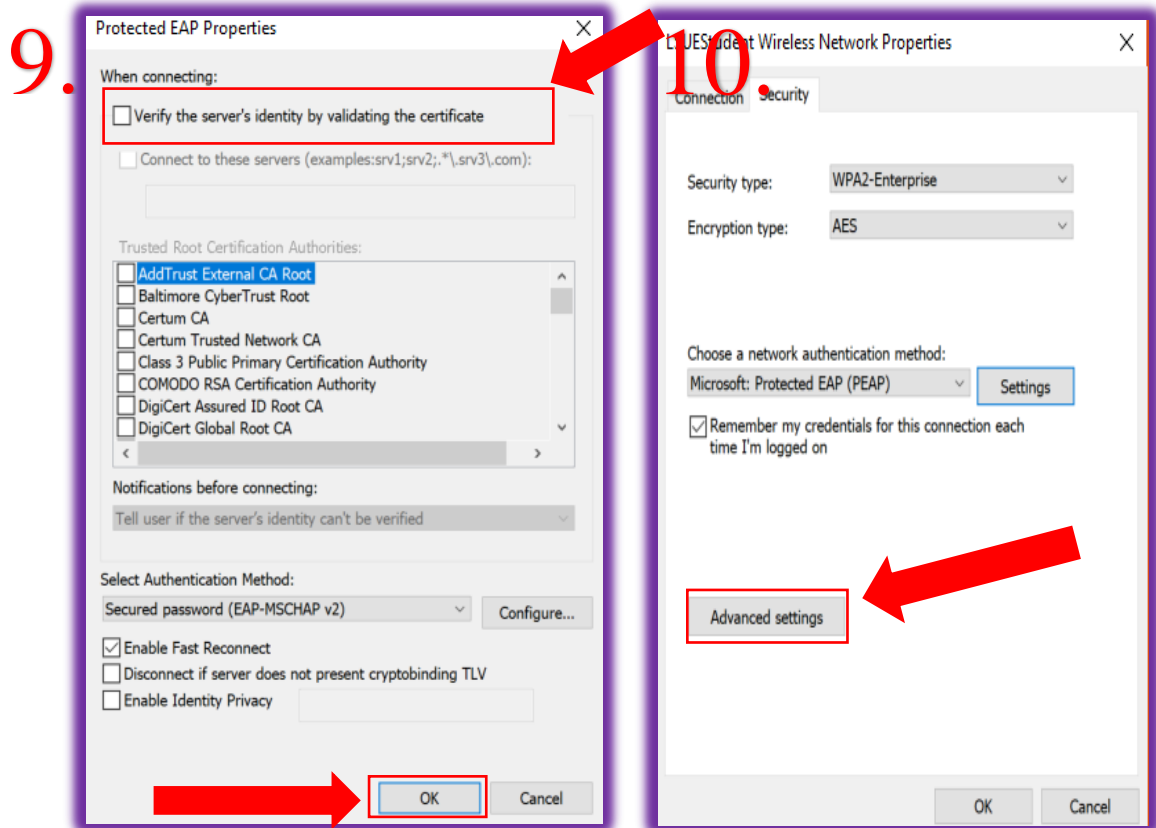 9.
Protected EAP Properties
When connecting:
Verify the server's identity by validating the certificate
Connect to these servers (examples:srv1;srv2;.*\.srv3\.com):
Trusted Root Certification Authorities:
AddTrust External CA Root
Baltimore CyberTrust Root
Certum CA
Certum Trusted Network CA
Class 3 Public Primary Certification Authority
COMODO RSA Certification Authority
DigiCert Assured ID Root CA
DigiCert Global Root CA
Notifications before connecting:
Tell user if the server's identity can't be verified
Select Authentication Method:
Secured password (EAP-MSCHAP v2)
Configure...
Enable Fast Reconnect
Disconnect if server does not present cryptobinding TLV
Enable Identity Privacy
OK
Cancel
10.
LSUEStudent Wireless Network Properties
Connection
Security
Security type:
WPA2-Enterprise
Encryption type:
AES
Choose a network authentication method:
Microsoft: Protected EAP (PEAP)
Settings
Remember my credentials for this connection each
time I'm logged on
Advanced settings
OK
Cancel